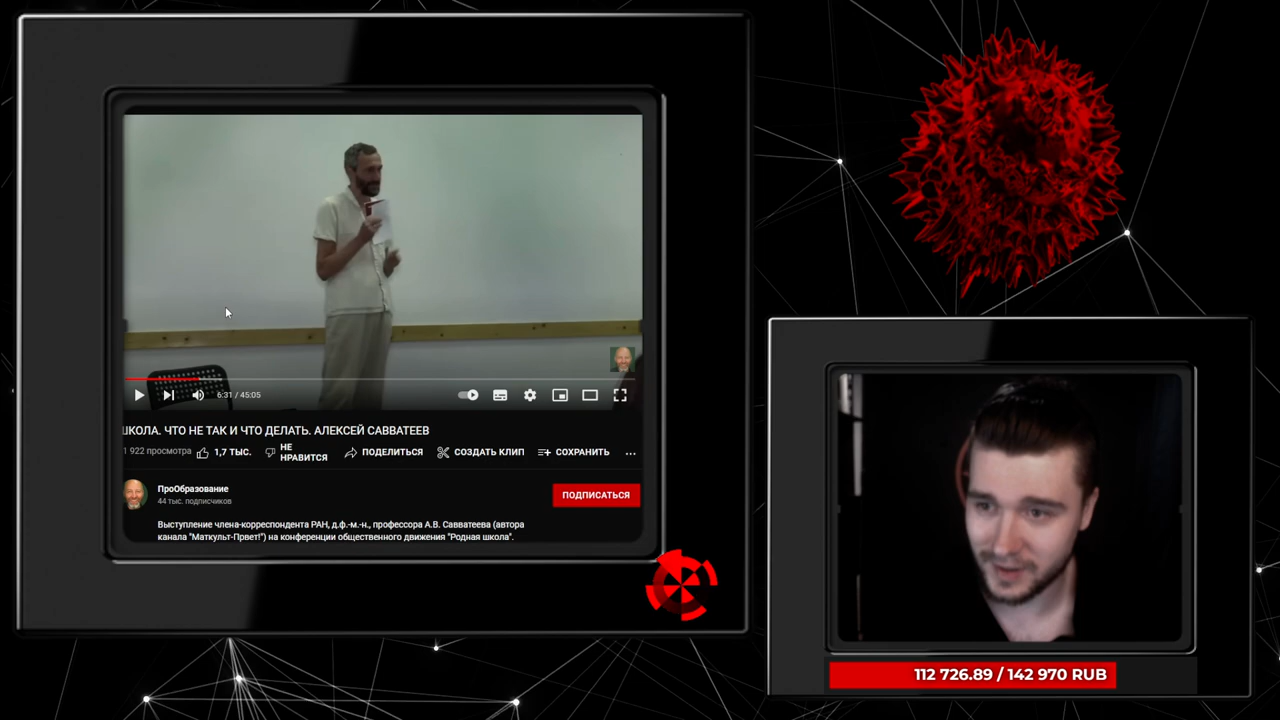 6:31 / 45:05
ШКОЛА. ЧТО НЕ ТАК И ЧТО ДЕЛАТЬ. АЛЕКСЕЙ САВВАТЕЕВ
1 922 просмотра 1,7 ТЫС. НЕ НРАВИТСЯ ПОДЕЛИТЬСЯ СОЗДАТЬ КЛИП СОХРАНИТЬ ...
ПроОбразование
44 тыс. подписчиков
ПОДПИСАТЬСЯ
Выступление члена-корреспондента РАН, д.ф.-м.-н., профессора А.В. Савватеева (автора
канала "Маткульт-Прввет!") на конференции общественного движения "Родная школа".
112 726.89 / 142 970 RUB